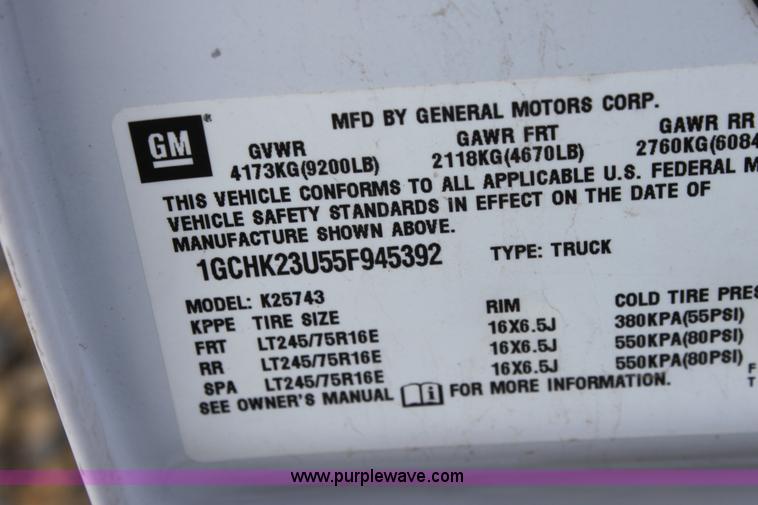 MFD BY GENERAL MOTORS CORP.
GM®
GVWR GAWR FRT GAWR RR
4173KG(9200LB) 2118KG(4670LB) 2760KG(6084
THIS VEHICLE CONFORMS TO ALL APPLICABLE U.S. FEDERAL M
VEHICLE SAFETY STANDARDS IN EFFECT ON THE DATE OF
MANUFACTURE SHOWN ABOVE.
1GCHK23U55F945392 TYPE: TRUCK
MODEL: K25743
KPPE TIRE SIZE RIM COLD TIRE PRES
FRT LT245/75R16E 16X6.5J 380KPA(55PSI)
RR LT245/75R16E 16X6.5J 550KPA(80PSI)
SPA LT245/75R16E 16X6.5J 550KPA(80PSI)
SEE OWNER'S MANUAL i FOR MORE INFORMATION.
F
T
www.purplewave.com